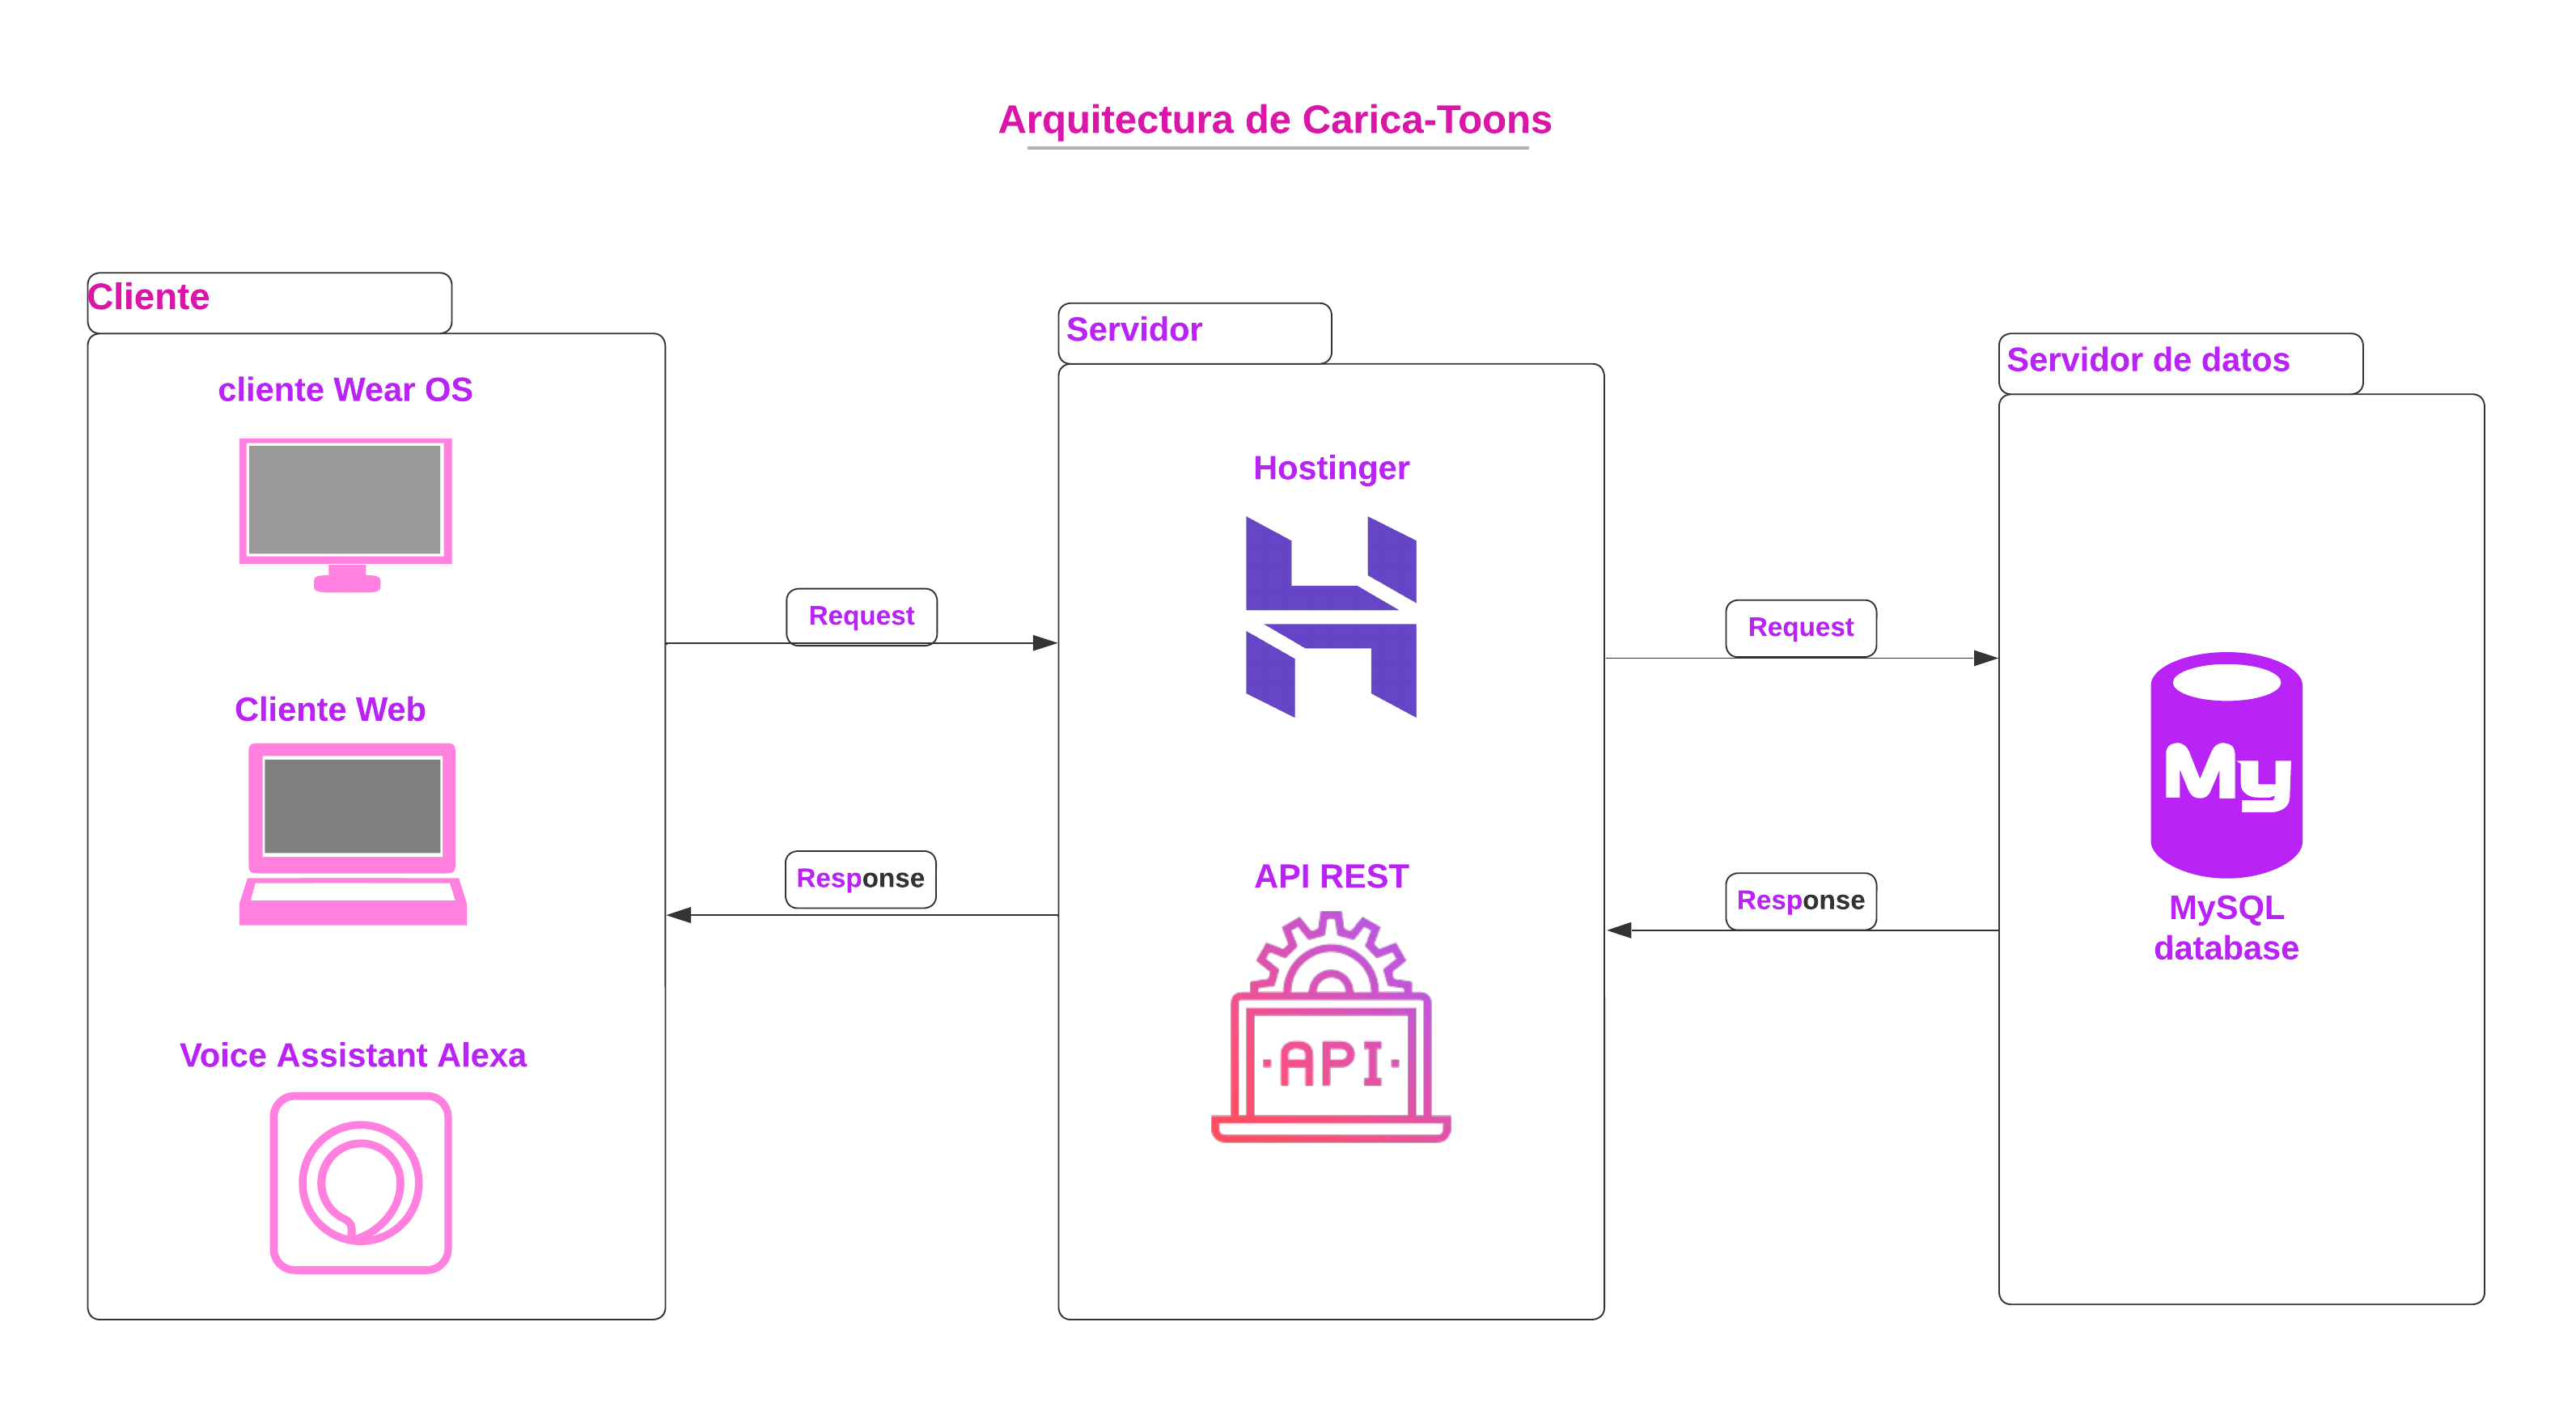 Arquitectura de Carica-Toons
Cliente
cliente Wear OS
Cliente Web
Voice Assistant Alexa
Request
Response
Servidor
Hostinger
API REST
API
Request
Response
Servidor de datos
My
MySQL
database